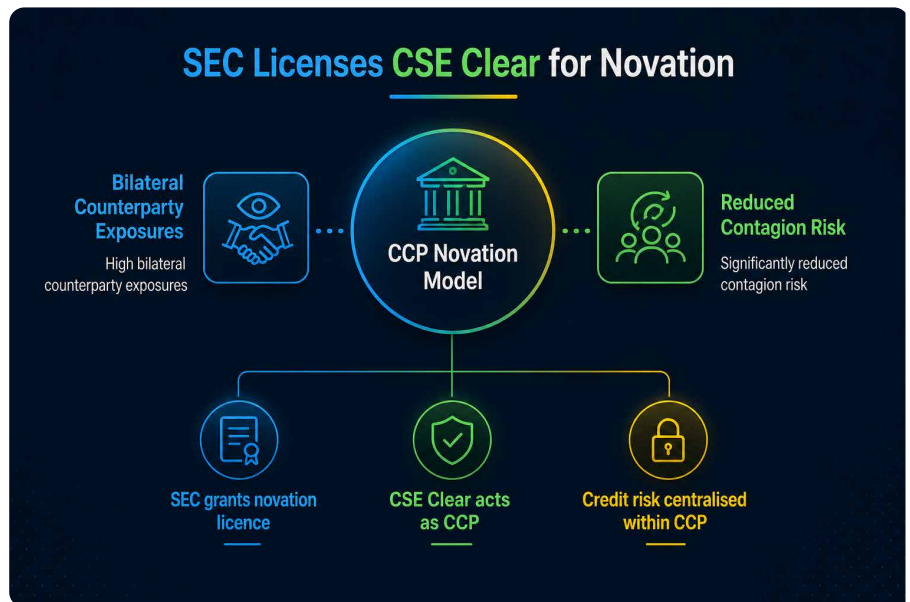 SEC Licenses CSE Clear for Novation
Bilateral
Counterparty
Exposures
High bilateral
counterparty exposures
CCP Novation
Model
Reduced
Contagion Risk
Significantly reduced
contagion risk
SEC grants novation
licence
CSE Clear acts
as CCP
Credit risk centralised
within CCP